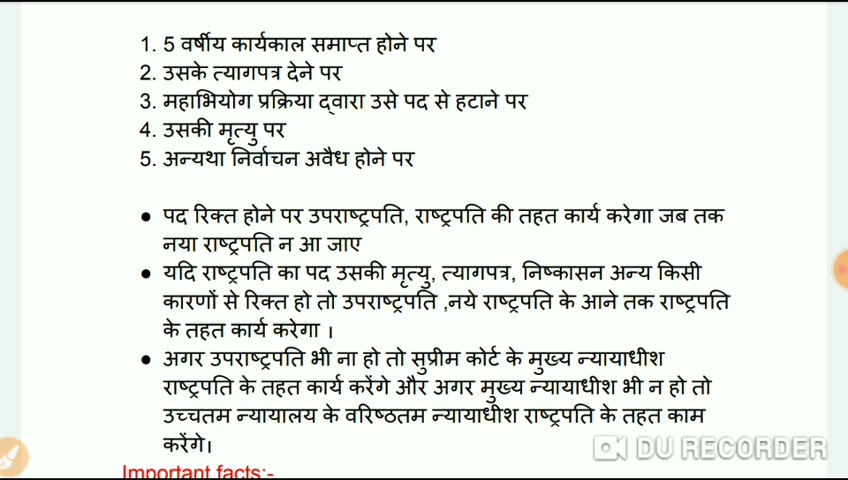 1. 5 वर्षीय कार्यकाल समाप्त होने पर
2. उसके त्यागपत्र देने पर
3. महाभियोग प्रक्रिया द्वारा उसे पद से हटाने पर
4. उसकी मृत्यु पर
5. अन्यथा निर्वाचन अवैध होने पर
● पद रिक्त होने पर उपराष्ट्रपति, राष्ट्रपति की तहत कार्य करेगा जब तक
नया राष्ट्रपति न आ जाए
● यदि राष्ट्रपति का पद उसकी मृत्यु, त्यागपत्र, निष्कासन अन्य किसी
कारणों से रिक्त हो तो उपराष्ट्रपति ,नये राष्ट्रपति के आने तक राष्ट्रपति
के तहत कार्य करेगा ।
● अगर उपराष्ट्रपति भी ना हो तो सुप्रीम कोर्ट के मुख्य न्यायाधीश
राष्ट्रपति के तहत कार्य करेंगे और अगर मुख्य न्यायाधीश भी न हो तो
उच्चतम न्यायालय के वरिष्ठतम न्यायाधीश राष्ट्रपति के तहत काम
करेंगे।
DU RECORDER
Important facts:-